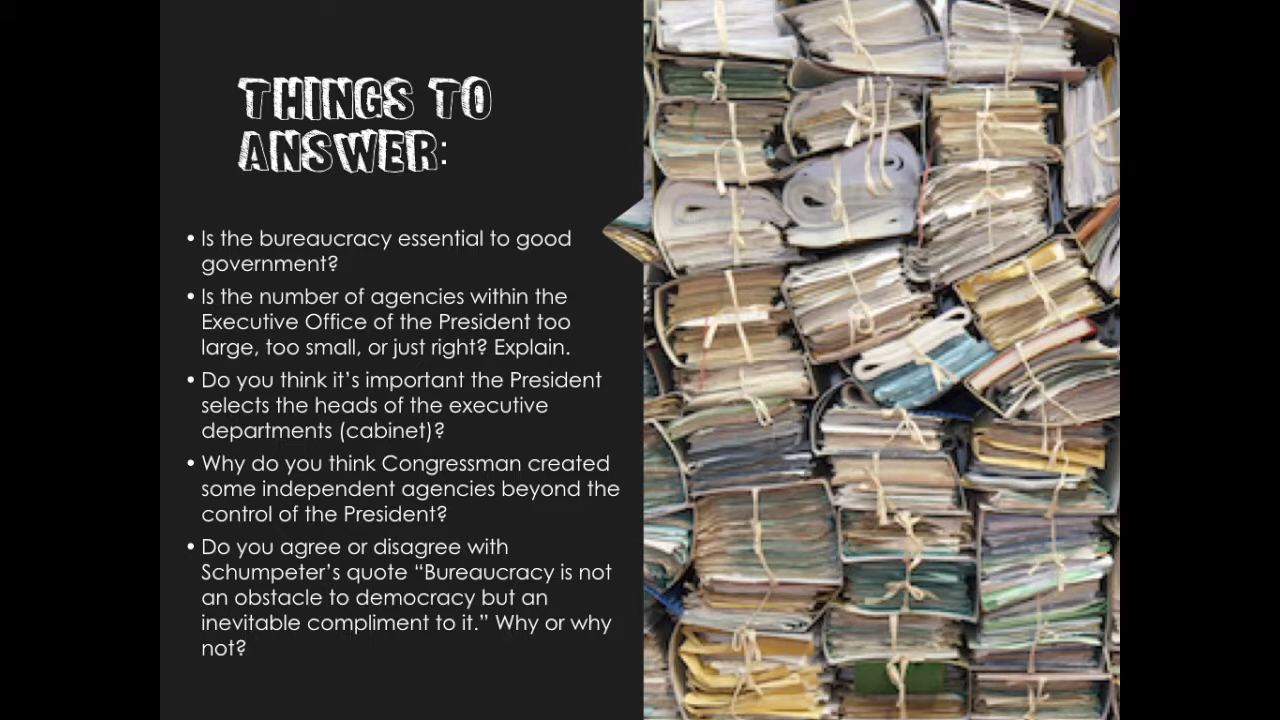 THINGS TO
ANSWER:
• Is the bureaucracy essential to good
government?
• Is the number of agencies within the
Executive Office of the President too
large, too small, or just right? Explain.
• Do you think it’s important the President
selects the heads of the executive
departments (cabinet)?
• Why do you think Congressman created
some independent agencies beyond the
control of the President?
• Do you agree or disagree with
Schumpeter’s quote “Bureaucracy is not
an obstacle to democracy but an
inevitable compliment to it.” Why or why
not?